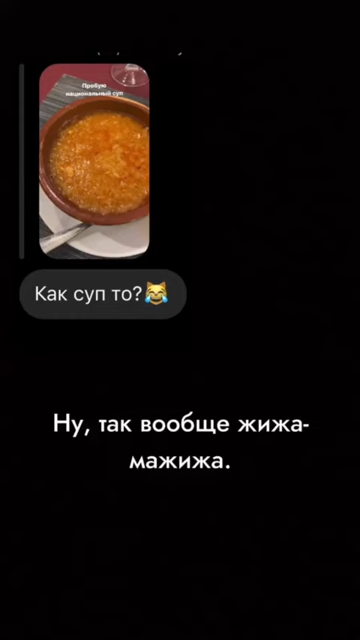 Пробую
национальный суп
Как суп то?😹
Ну, так вообще жижа-
мажижа.